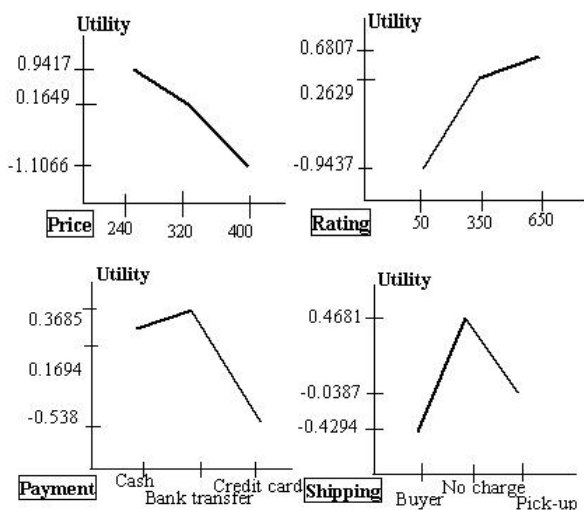 Utility
0.9417
0.1649
-1.1066
Price
240
320
400
Utility
0.6807
0.2629
-0.9437
Rating
50
350
650
Utility
0.3685
0.1694
-0.538
Payment
Cash
Bank transfer
Credit card
Utility
0.4681
-0.0387
-0.4294
Shipping
Buyer
No charge
Pick-up